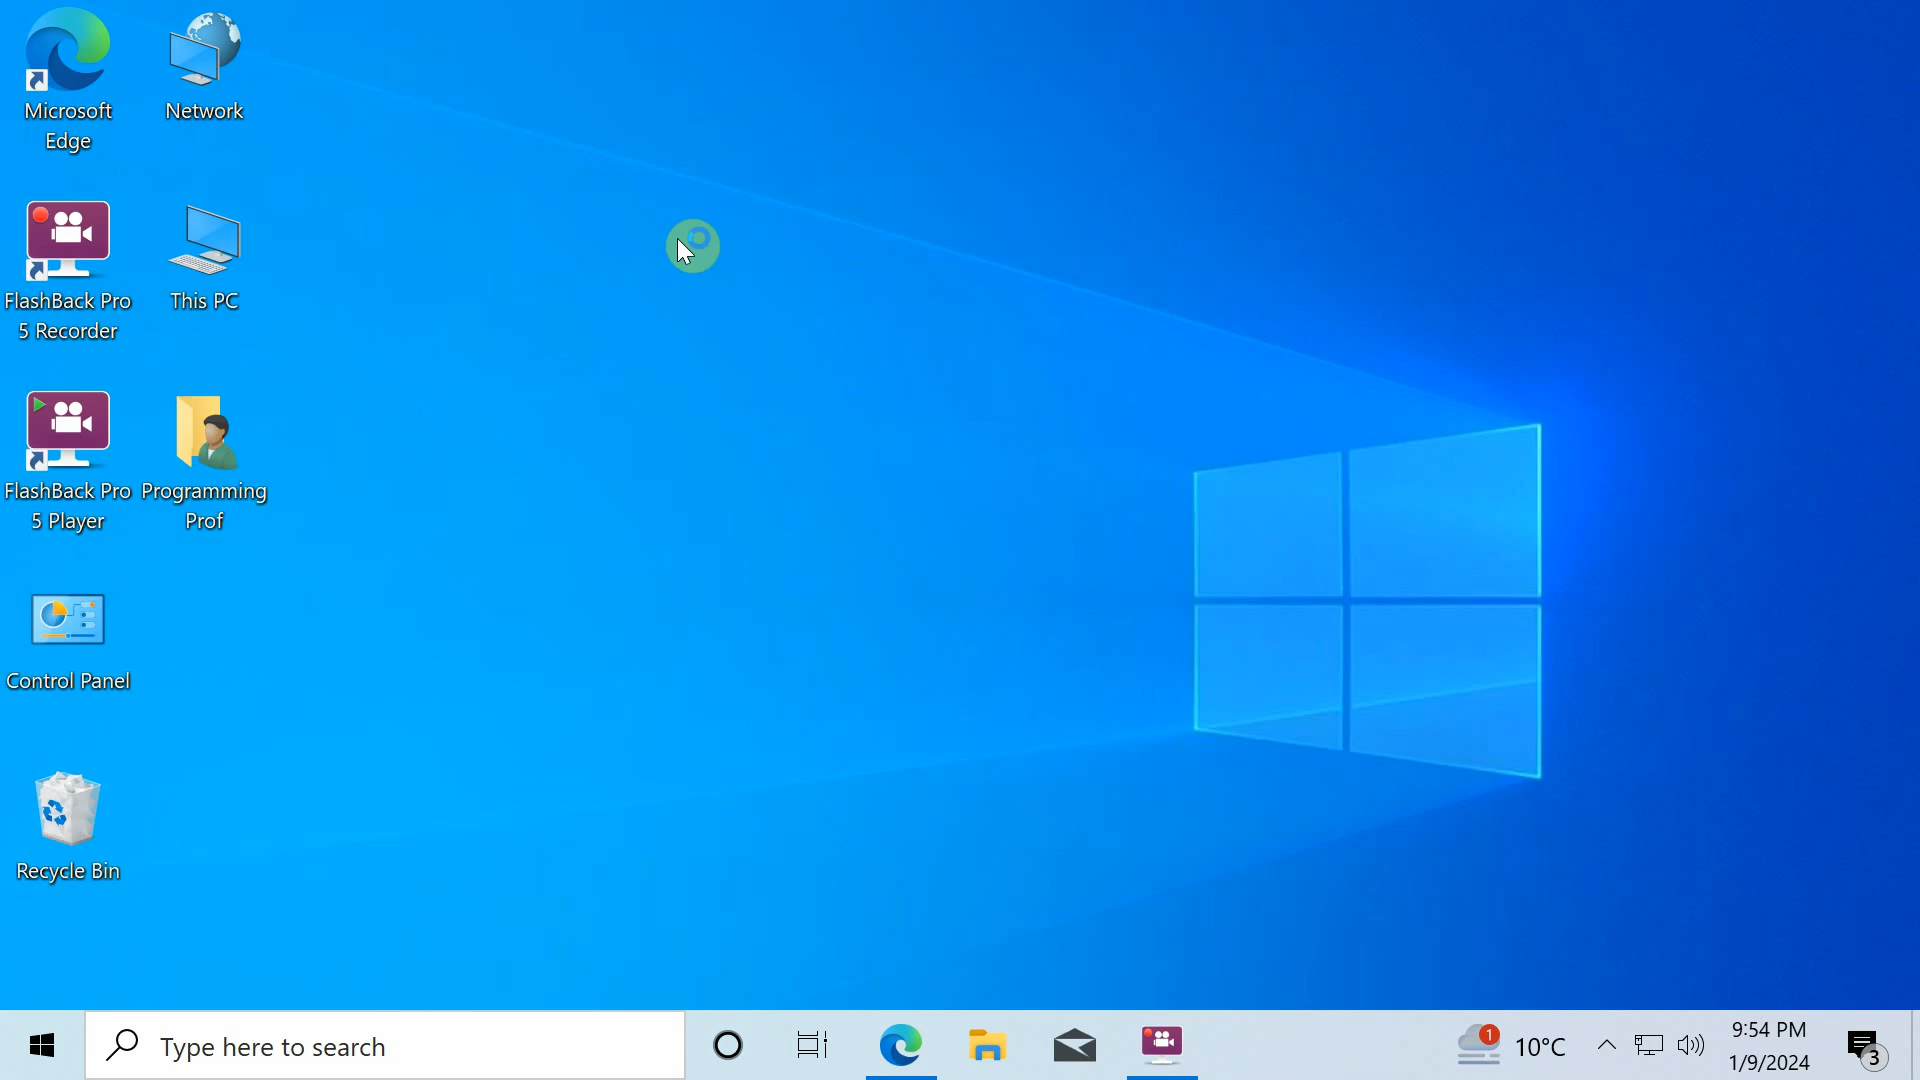 Microsoft
Edge
Network
FlashBack Pro
5 Recorder
This PC
FlashBack Pro
5 Player
Programming
Prof
Control Panel
Recycle Bin
Type here to search
1
10°C
9:54 PM
1/9/2024
3